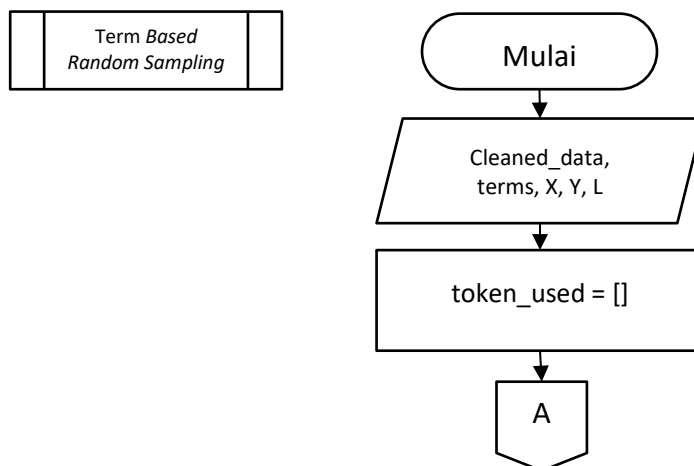 Term Based
Random Sampling
Mulai
Cleaned_data,
terms, X, Y, L
token_used = []
A